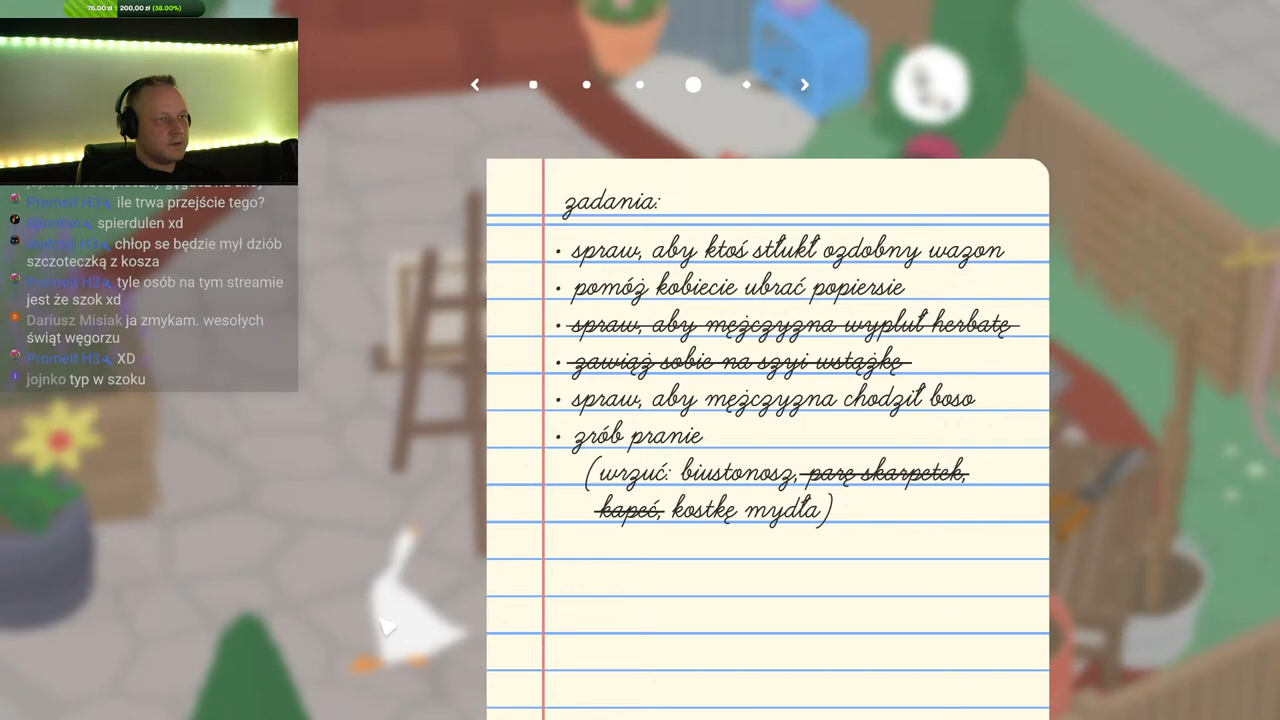 76,00 zł z 200,00 zł (38.00%)
Promeit H3 ile trwa przejście tego?
spierdulen xd
chłop se będzie mył dziób
szczoteczką z kosza
tyle osób na tym streamie
jest że szok xd
Dariusz Misiak ja zmykam. wesołych
świąt węgorzu
Promeit H3 XD
jojnko typ w szoku
zadania:
• spraw, aby ktoś stłukł ozdobny wazon
• pomóż kobiecie ubrać popiersie
• spraw, aby mężczyzna wypluł herbatę
• zawiąż sobie na szyi wstążkę
• spraw, aby mężczyzna chodził boso
• zrób pranie
(wrzuć: biustonosz, parę skarpetek,
kapeć, kostkę mydła)